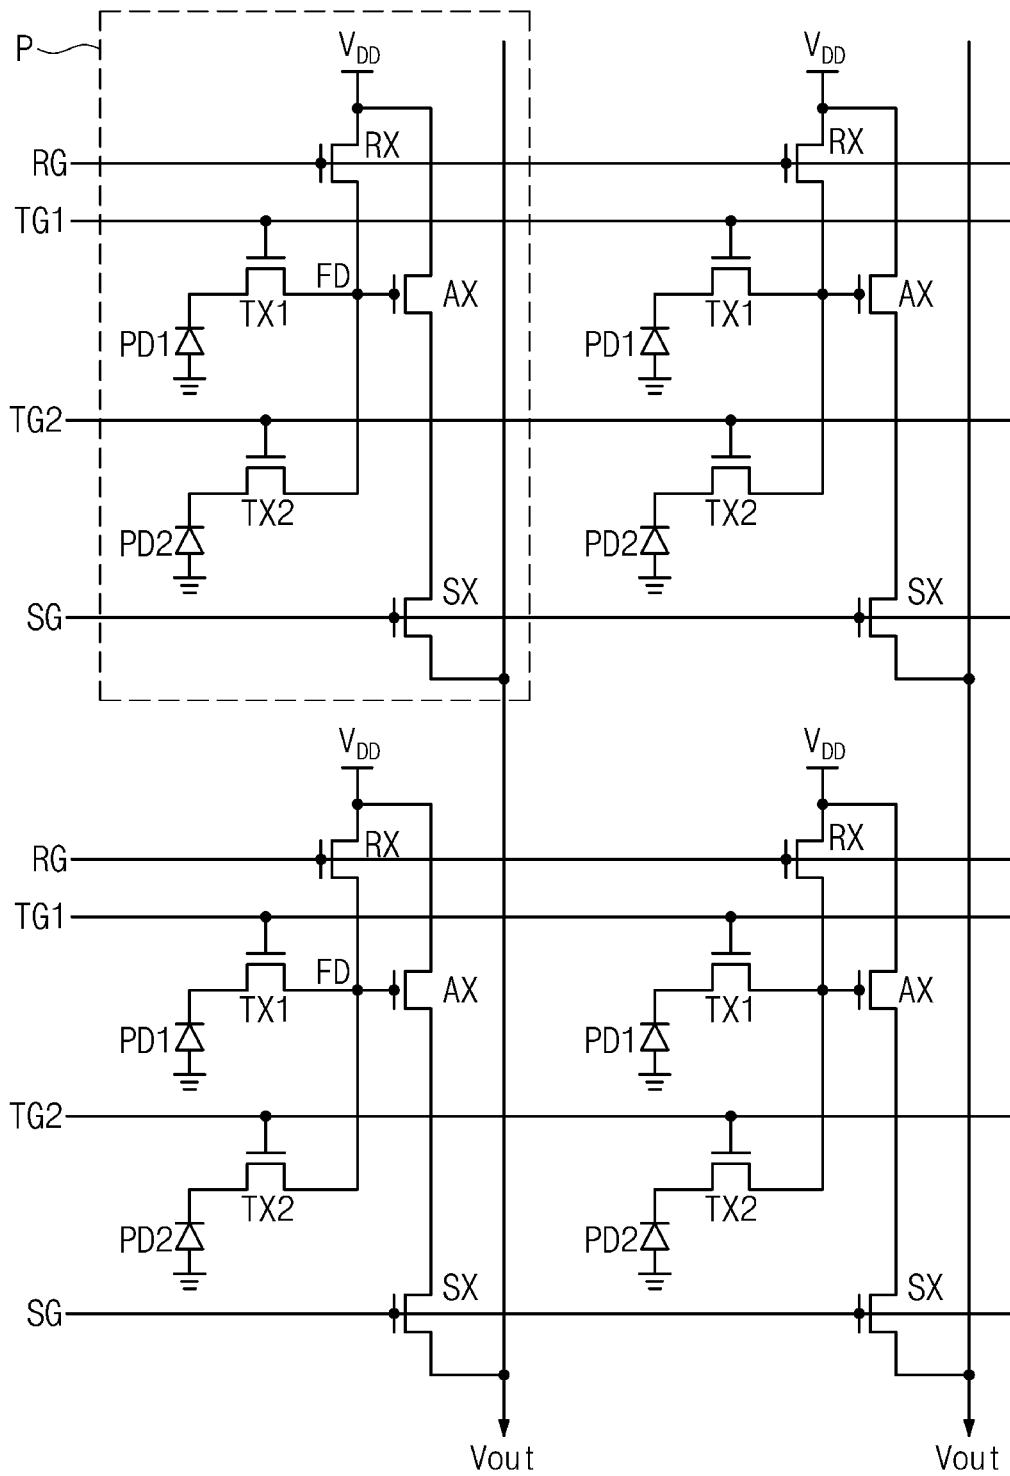 P
VDD VDD
RX RX
RG
TG1
FD
AX AX
TX1 TX1
PD1 PD1
TG2
TX2 TX2
PD2 PD2
SX SX
SG
VDD VDD
RX RX
RG
TG1
FD
AX AX
TX1 TX1
PD1 PD1
TG2
TX2 TX2
PD2 PD2
SX SX
SG
Vout Vout